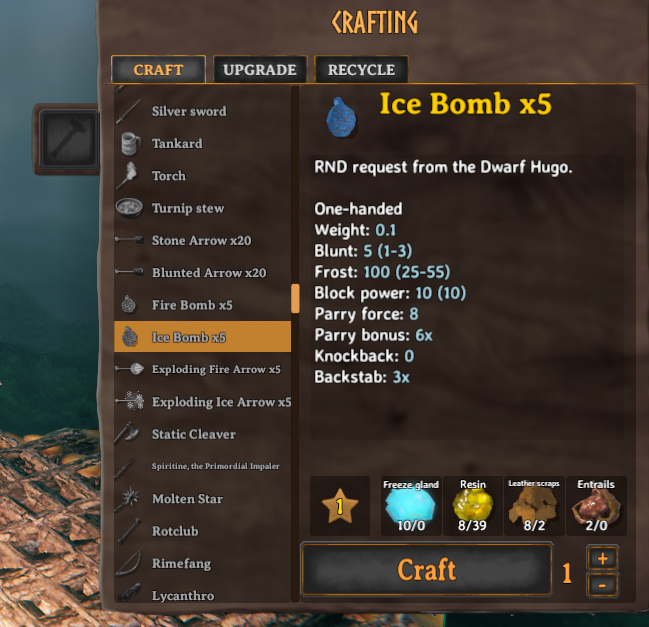 CRAFTING
CRAFT
UPGRADE
RECYCLE
Silver sword
Tankard
Torch
Turnip stew
Stone Arrow x20
Blunted Arrow x20
Fire Bomb x5
Ice Bomb x5
Exploding Fire Arrow x5
Exploding Ice Arrow x5
Static Cleaver
Spiritine, the Primordial Impaler
Molten Star
Rotclub
Rimefang
Lycanthro
Ice Bomb x5
RND request from the Dwarf Hugo.
One-handed
Weight: 0.1
Blunt: 5 (1-3)
Frost: 100 (25-55)
Block power: 10 (10)
Parry force: 8
Parry bonus: 6x
Knockback: 0
Backstab: 3x
1
Freeze gland
10/0
Resin
8/39
Leather scraps
8/2
Entrails
2/0
Craft
1
+
-